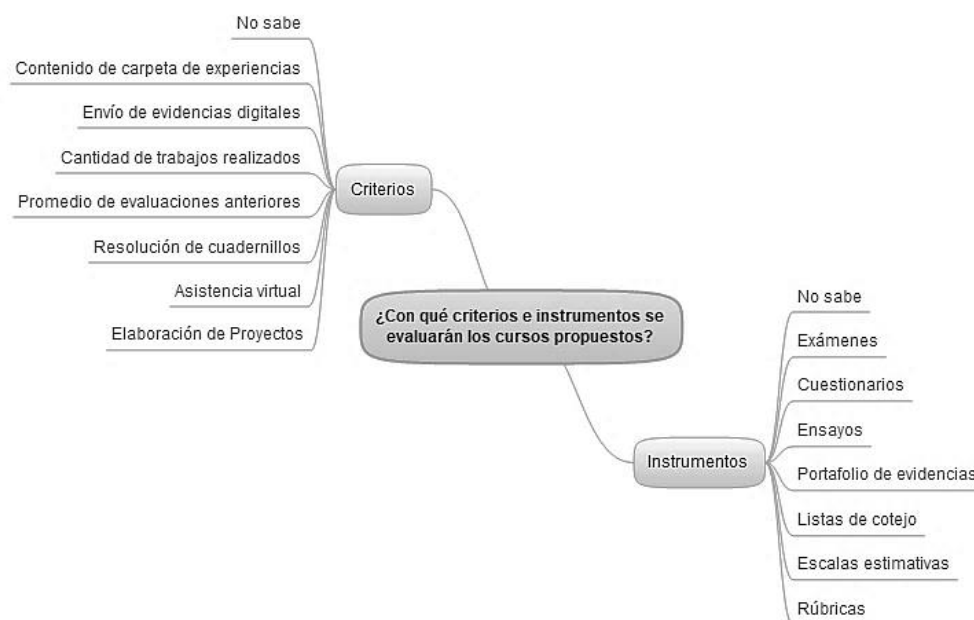 No sabe
Contenido de carpeta de experiencias
Envío de evidencias digitales
Cantidad de trabajos realizados
Criterios
Promedio de evaluaciones anteriores
Resolución de cuadernillos
Asistencia virtual
Elaboración de Proyectos
¿Con qué criterios e instrumentos se
evaluarán los cursos propuestos?
No sabe
Exámenes
Cuestionarios
Ensayos
Instrumentos
Portafolio de evidencias
Listas de cotejo
Escalas estimativas
Rúbricas